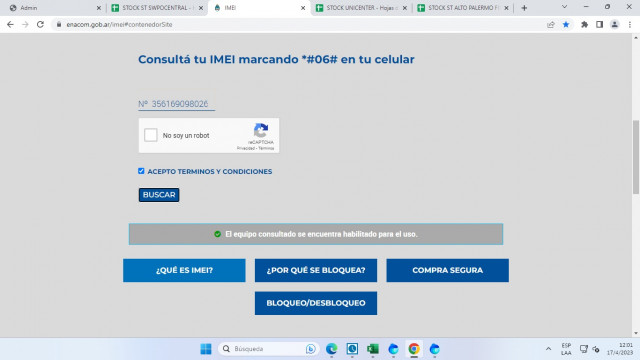 Admin
STOCK ST SWPOCENTRAL -
IMEI
STOCK UNICENTER - Hojas
STOCK ST ALTO PALERMO
enacom.gob.ar/imei#contenedorSite
Consultá tu IMEI marcando *#06# en tu celular
Nº 356169098026
No soy un robot
reCAPTCHA
Privacidad - Términos
ACEPTO TERMINOS Y CONDICIONES
BUSCAR
El equipo consultado se encuentra habilitado para el uso.
¿QUÉ ES IMEI?
¿POR QUÉ SE BLOQUEA?
COMPRA SEGURA
BLOQUEO/DESBLOQUEO
Búsqueda
ESP
LAA
12:01
17/4/2023